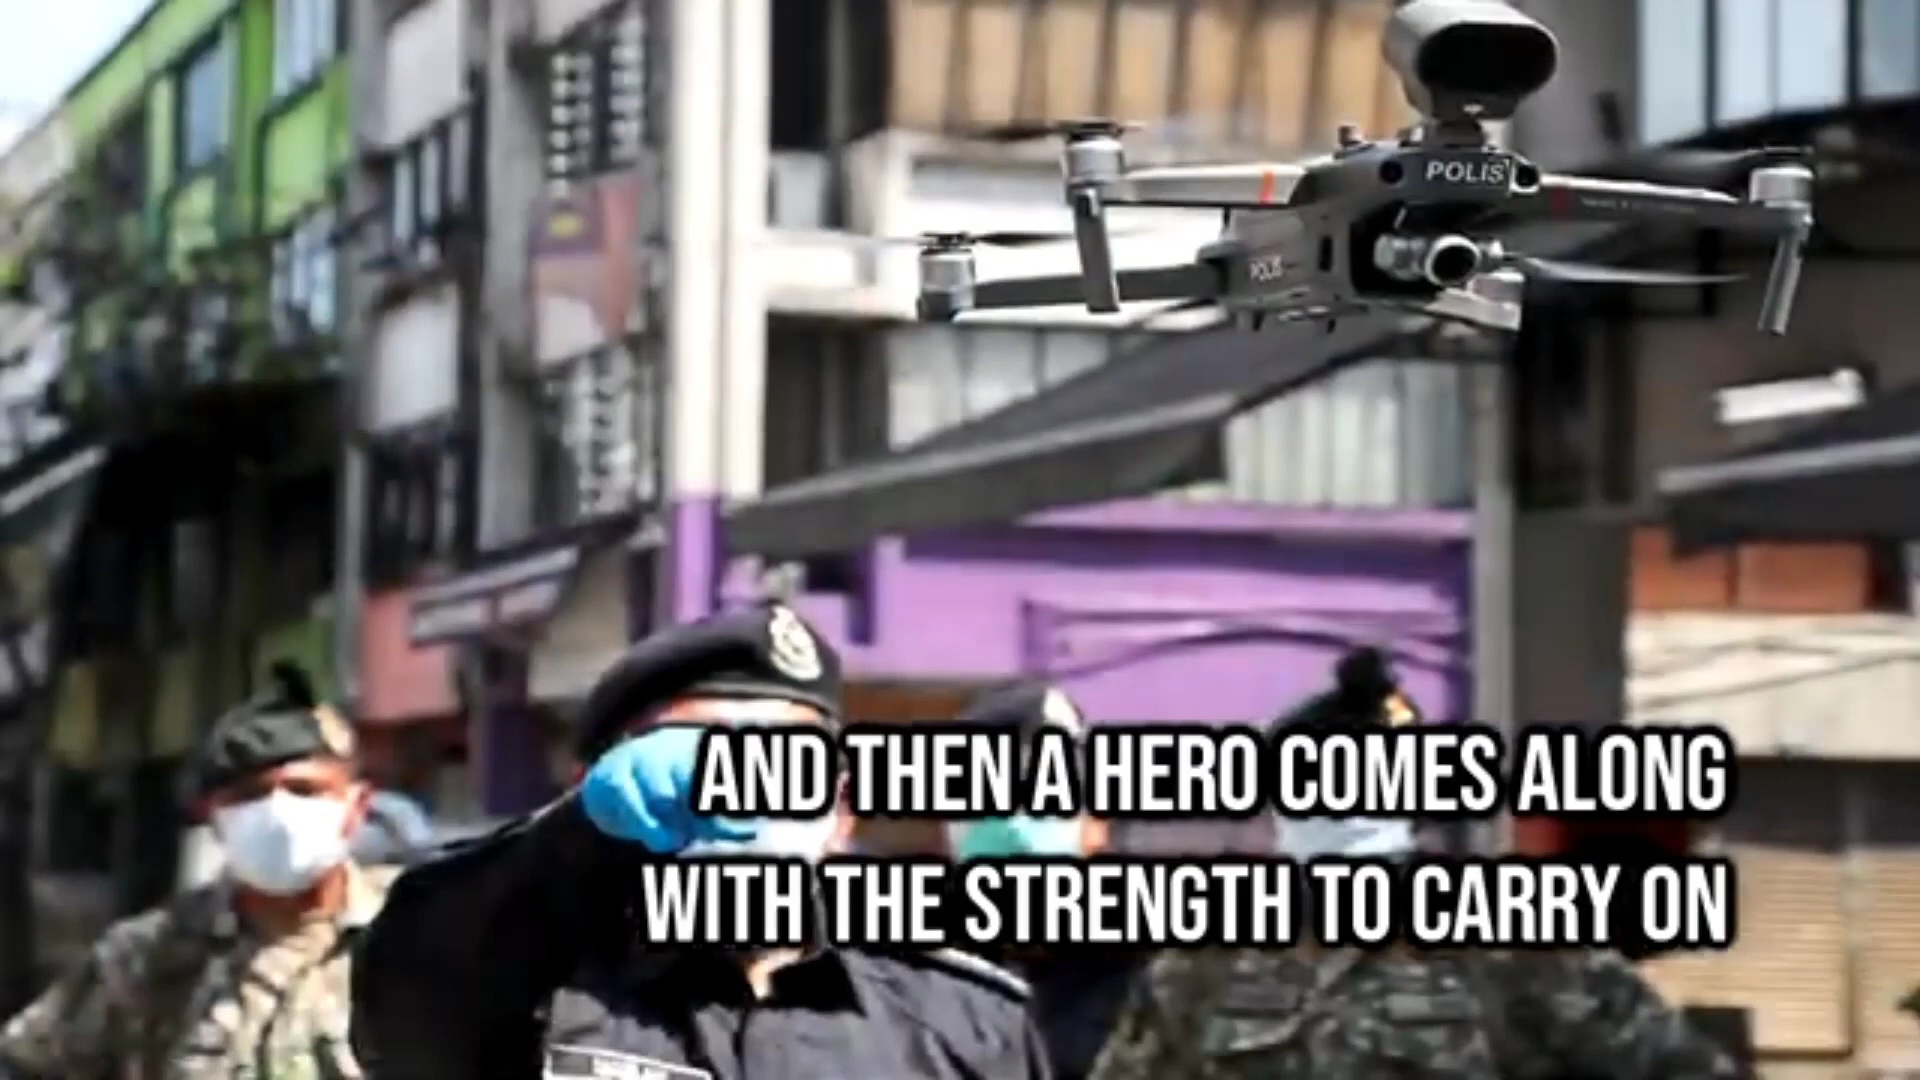 POLIS
POLIS
AND THEN A HERO COMES ALONG
WITH THE STRENGTH TO CARRY ON